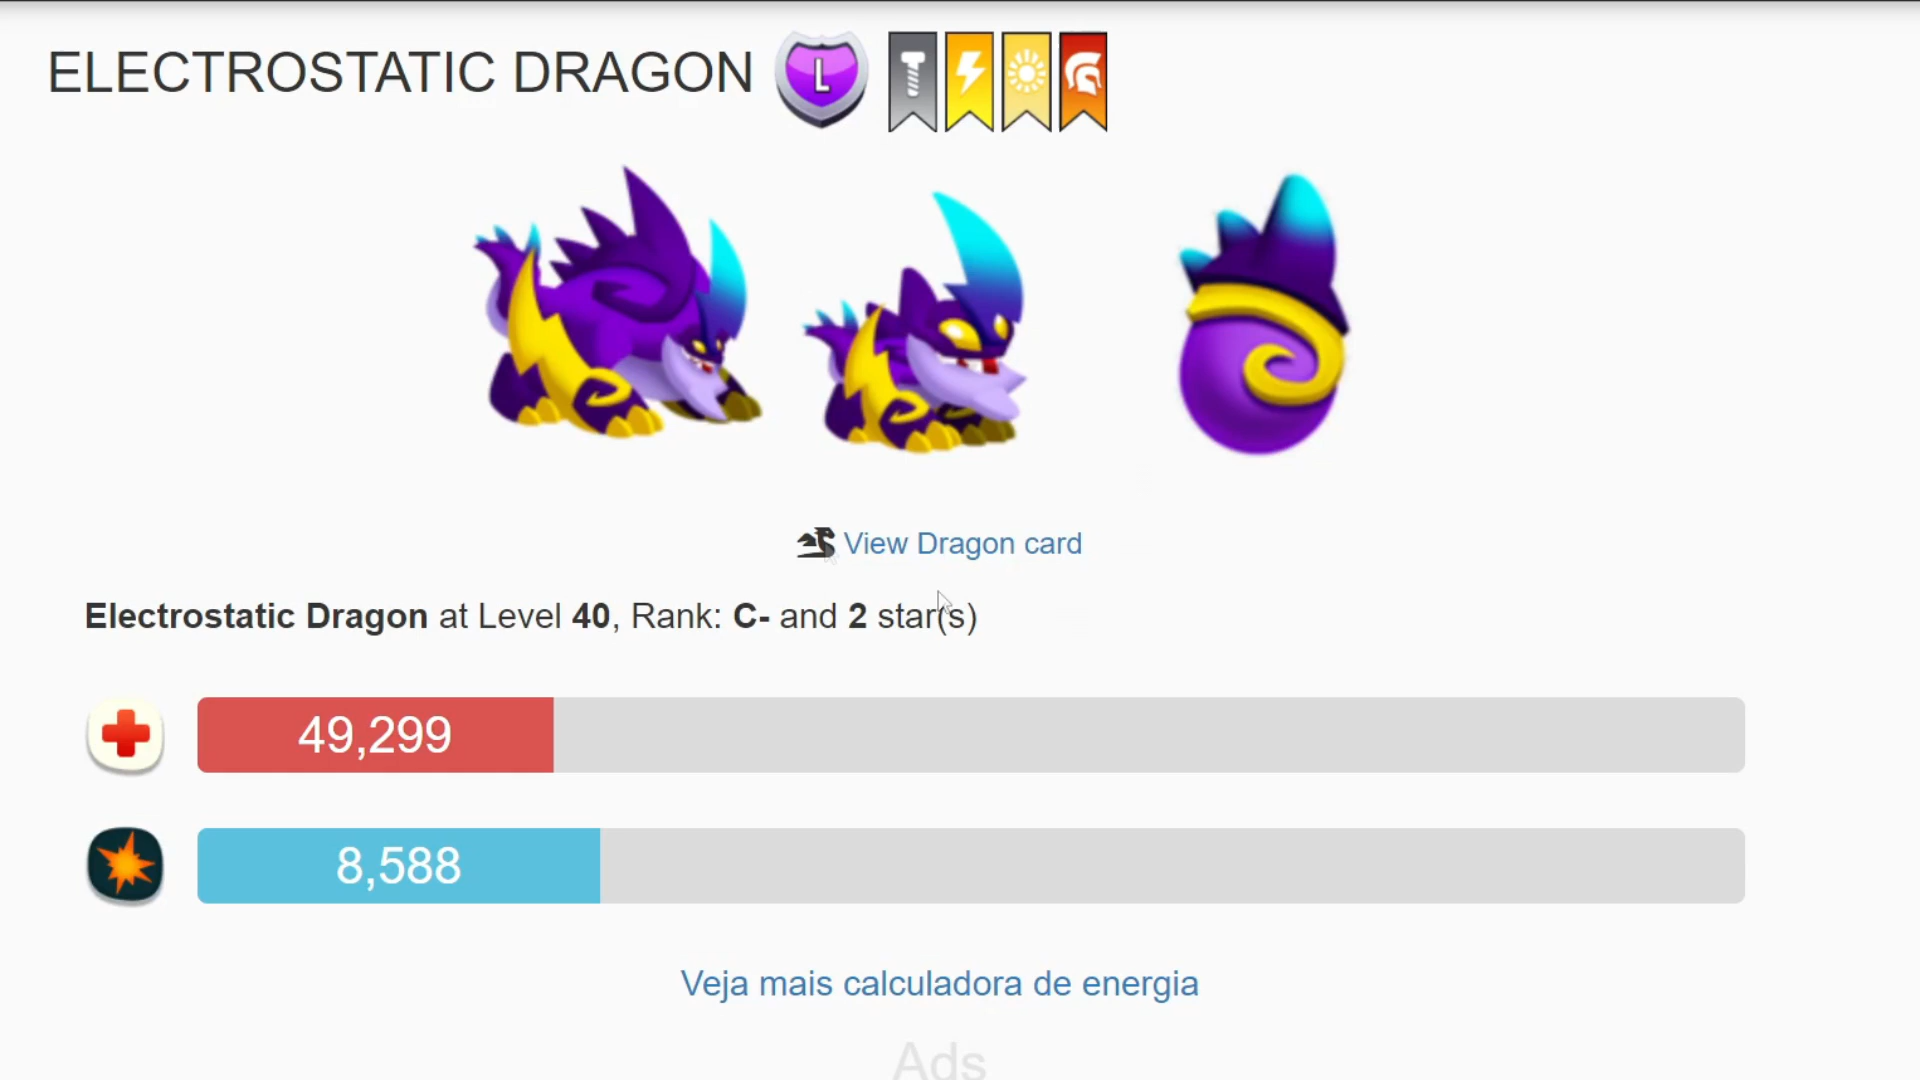 ELECTROSTATIC DRAGON L
View Dragon card
Electrostatic Dragon at Level 40, Rank: C- and 2 star(s)
49,299
8,588
Veja mais calculadora de energia
Ads